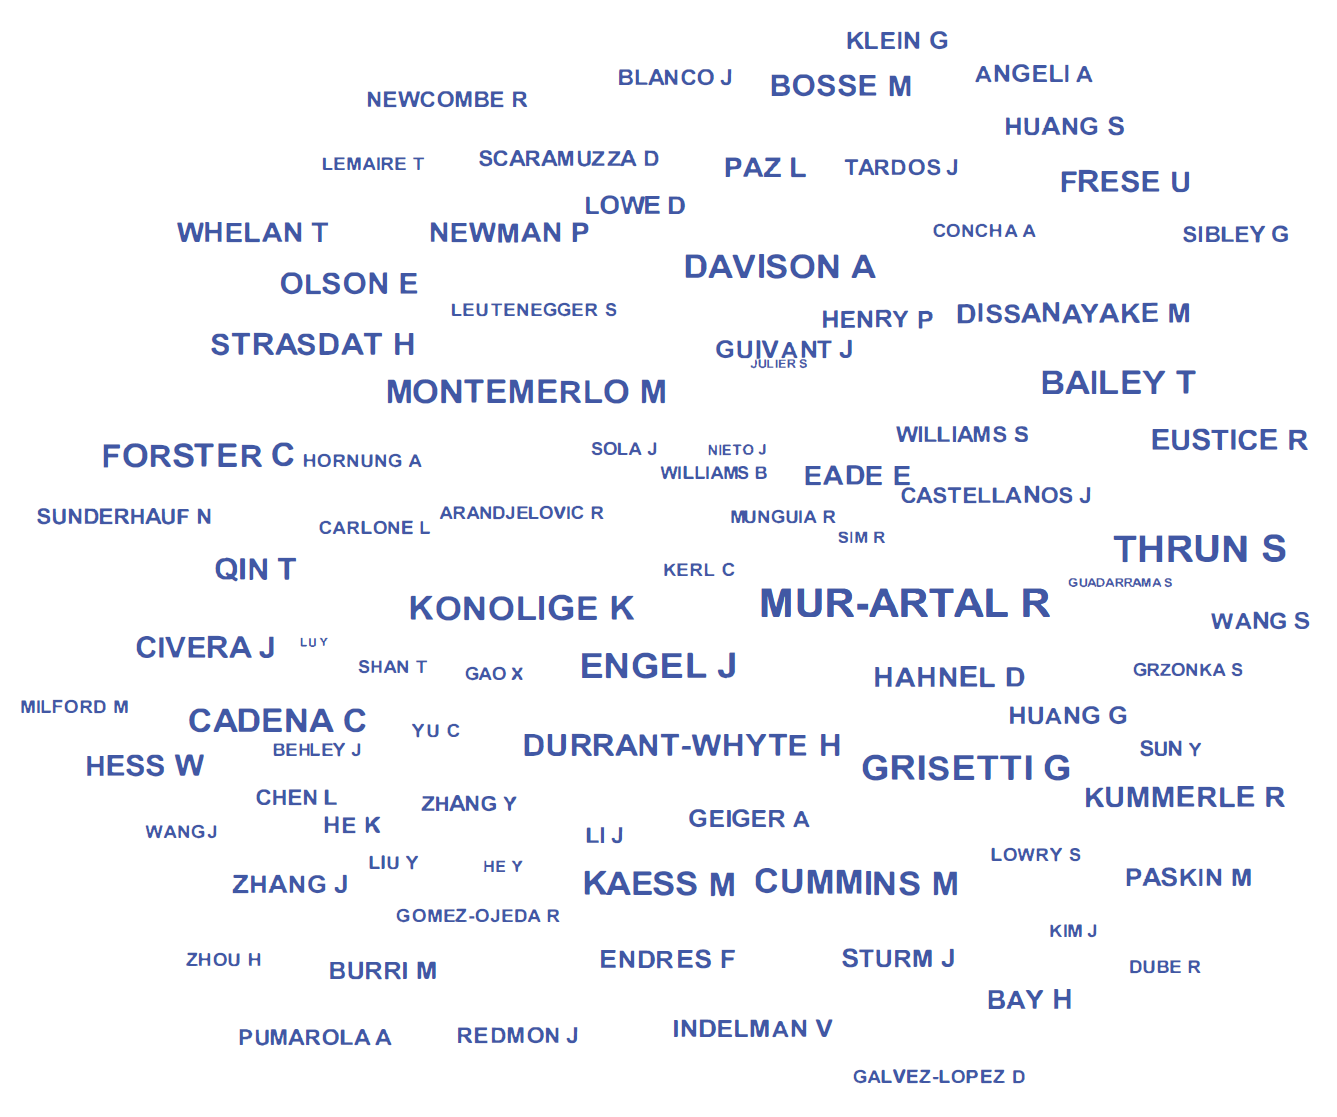 KLEIN G
BLANCO J
BOSSE M
ANGELI A
NEWCOMBE R
HUANG S
LEMAIRE T
SCARAMUZZA D
PAZ L
TARDOS J
FRESE U
LOWE D
WHELAN T
NEWMAN P
CONCHA A
SIBLEY G
DAVISON A
OLSON E
LEUTENEGGER S
HENRY P
DISSANAYAKE M
STRASDAT H
GUIVANT J
JULIER S
MONTEMERLO M
BAILEY T
WILLIAMS S
EUSTICE R
FORSTER C
HORNUNG A
SOLA J
NIETO J
WILLIAMS B
EADE E
CASTELLANOS J
SUNDERHAUF N
CARLONE L
ARANDJELOVIC R
MUNGUIA R
SIM R
THRUN S
QIN T
KERL C
GUADARRAMA S
KONOLIGE K
MUR-ARTAL R
WANG S
CIVERA J
LU Y
SHAN T
GAO X
ENGEL J
HAHNEL D
GRZONKA S
MILFORD M
CADENA C
YU C
HUANG G
BEHLEY J
DURRANT-WHYTE H
SUN Y
HESS W
GRISETTI G
CHEN L
ZHANG Y
KUMMERLE R
WANG J
HE K
LI J
GEIGER A
LIU Y
HE Y
LOWRY S
ZHANG J
KAESS M
CUMMINS M
PASKIN M
GOMEZ-OJEDA R
KIM J
ZHOU H
BURRI M
ENDRES F
STURM J
DUBE R
BAY H
PUMAROLA A
REDMON J
INDELMAN V
GALVEZ-LOPEZ D